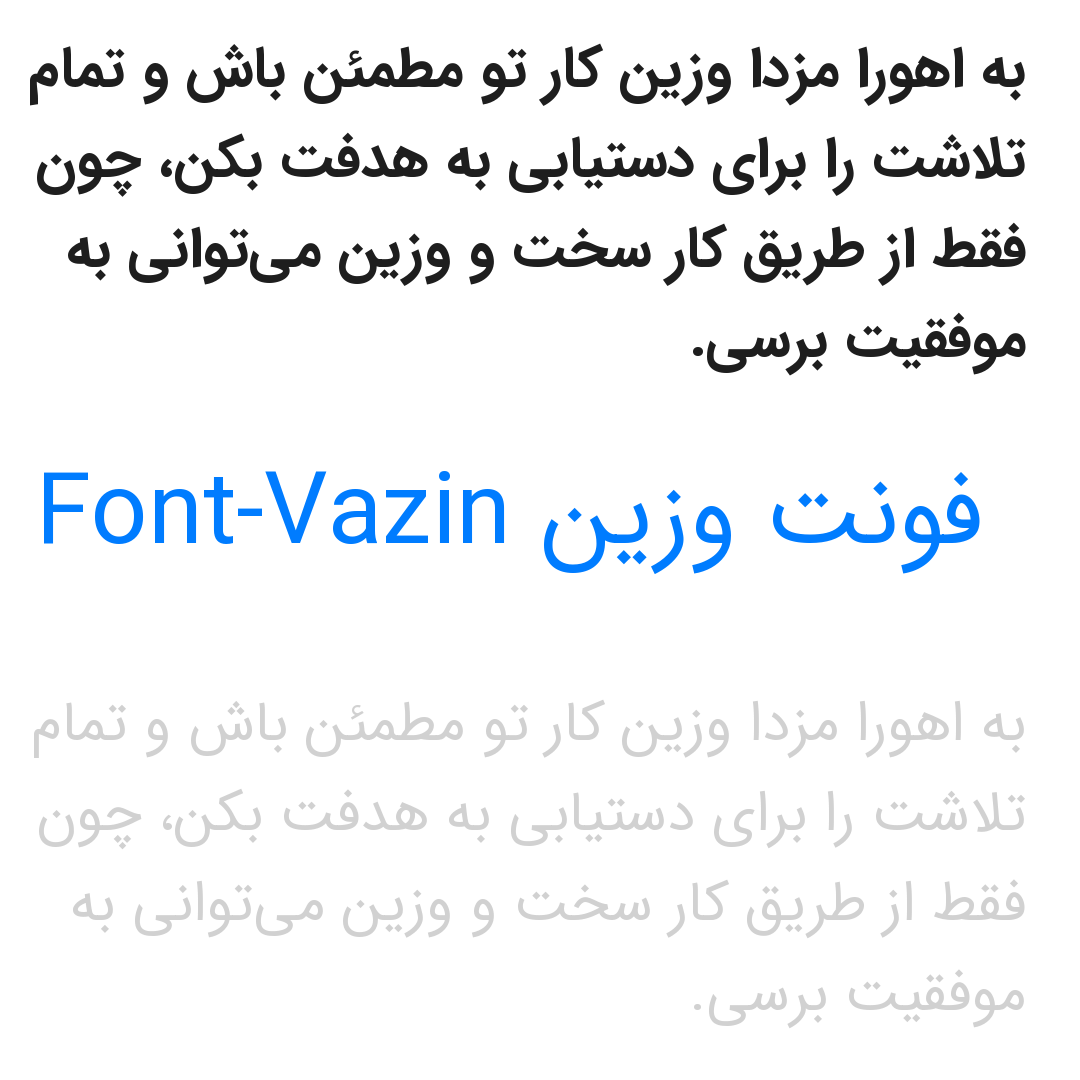 به اهورا مزدا وزین کار تو مطمئن باش و تمام
تلاشت را برای دستیابی به هدفت بکن، چون
فقط از طریق کار سخت و وزین می‌توانی به
موفقیت برسی.
فونت وزین Font-Vazin
به اهورا مزدا وزین کار تو مطمئن باش و تمام
تلاشت را برای دستیابی به هدفت بکن، چون
فقط از طریق کار سخت و وزین می‌توانی به
موفقیت برسی.